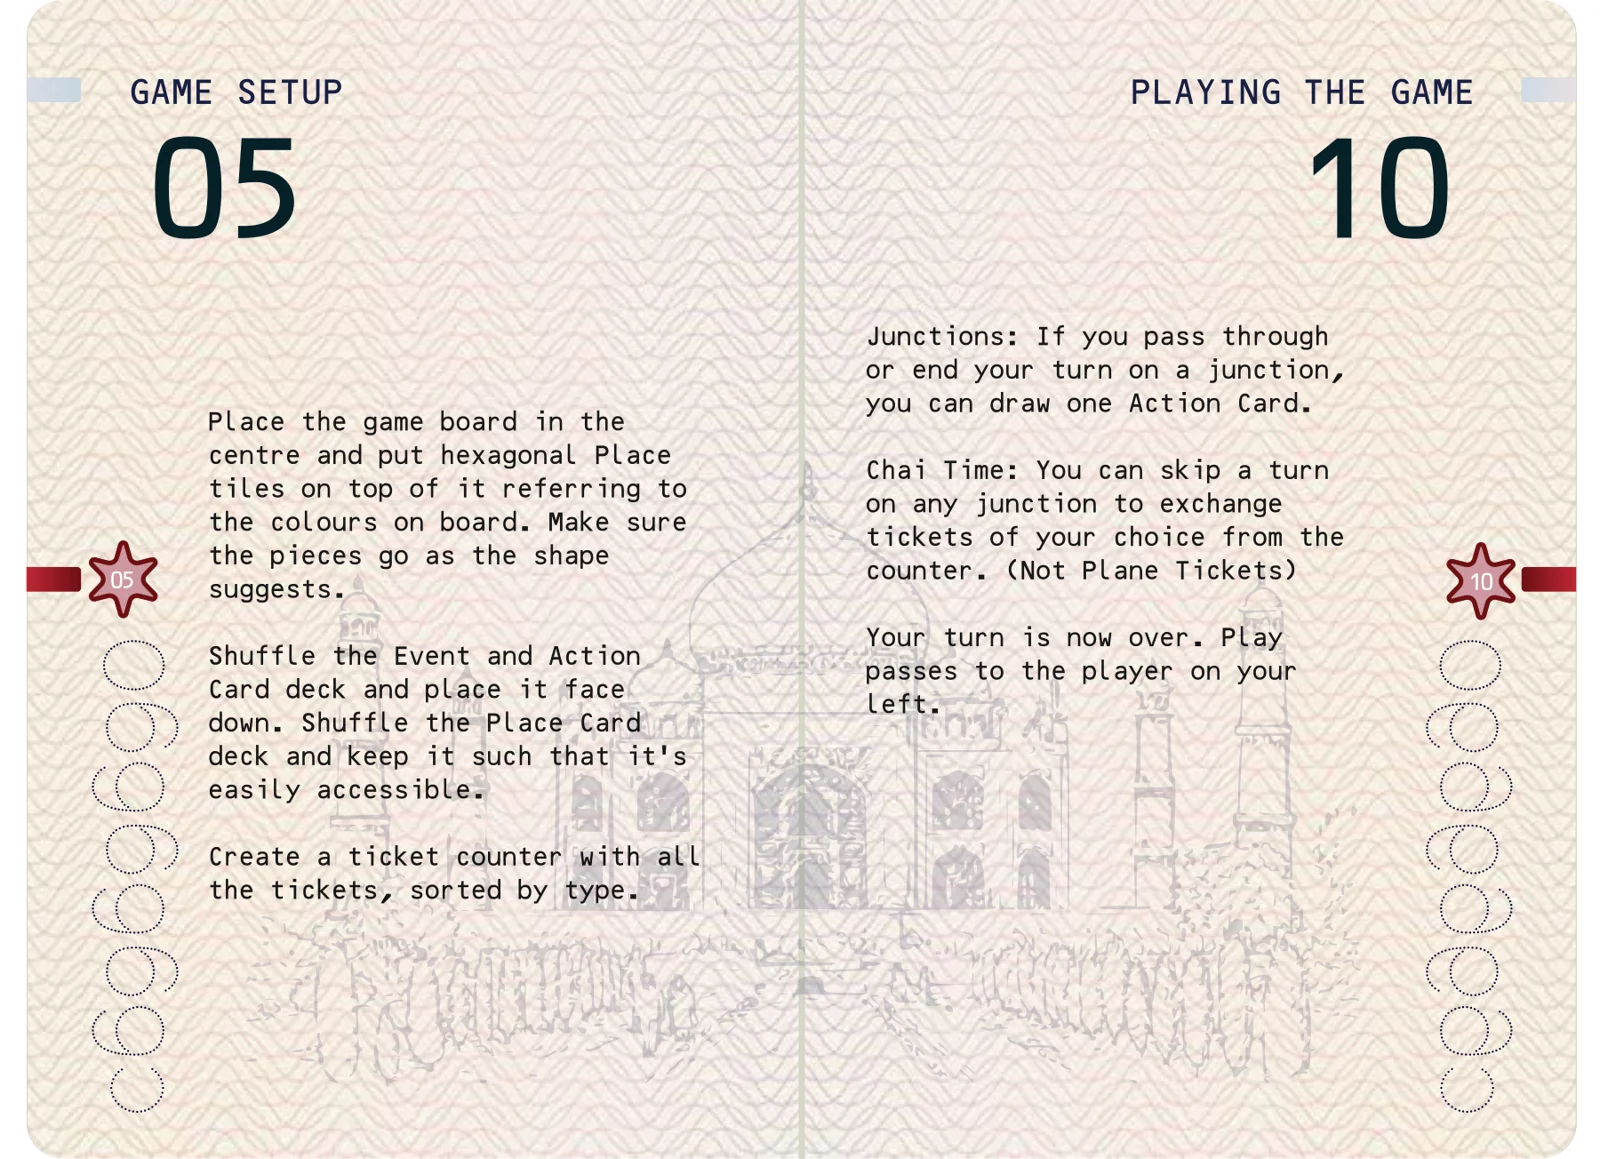 GAME SETUP
05
Place the game board in the
centre and put hexagonal Place
tiles on top of it referring to
the colours on board. Make sure
the pieces go as the shape
suggests.
Shuffle the Event and Action
Card deck and place it face
down. Shuffle the Place Card
deck and keep it such that it's
easily accessible.
Create a ticket counter with all
the tickets, sorted by type.
05
PLAYING THE GAME
10
Junctions: If you pass through
or end your turn on a junction,
you can draw one Action Card.
Chai Time: You can skip a turn
on any junction to exchange
tickets of your choice from the
counter. (Not Plane Tickets)
Your turn is now over. Play
passes to the player on your
left.
10